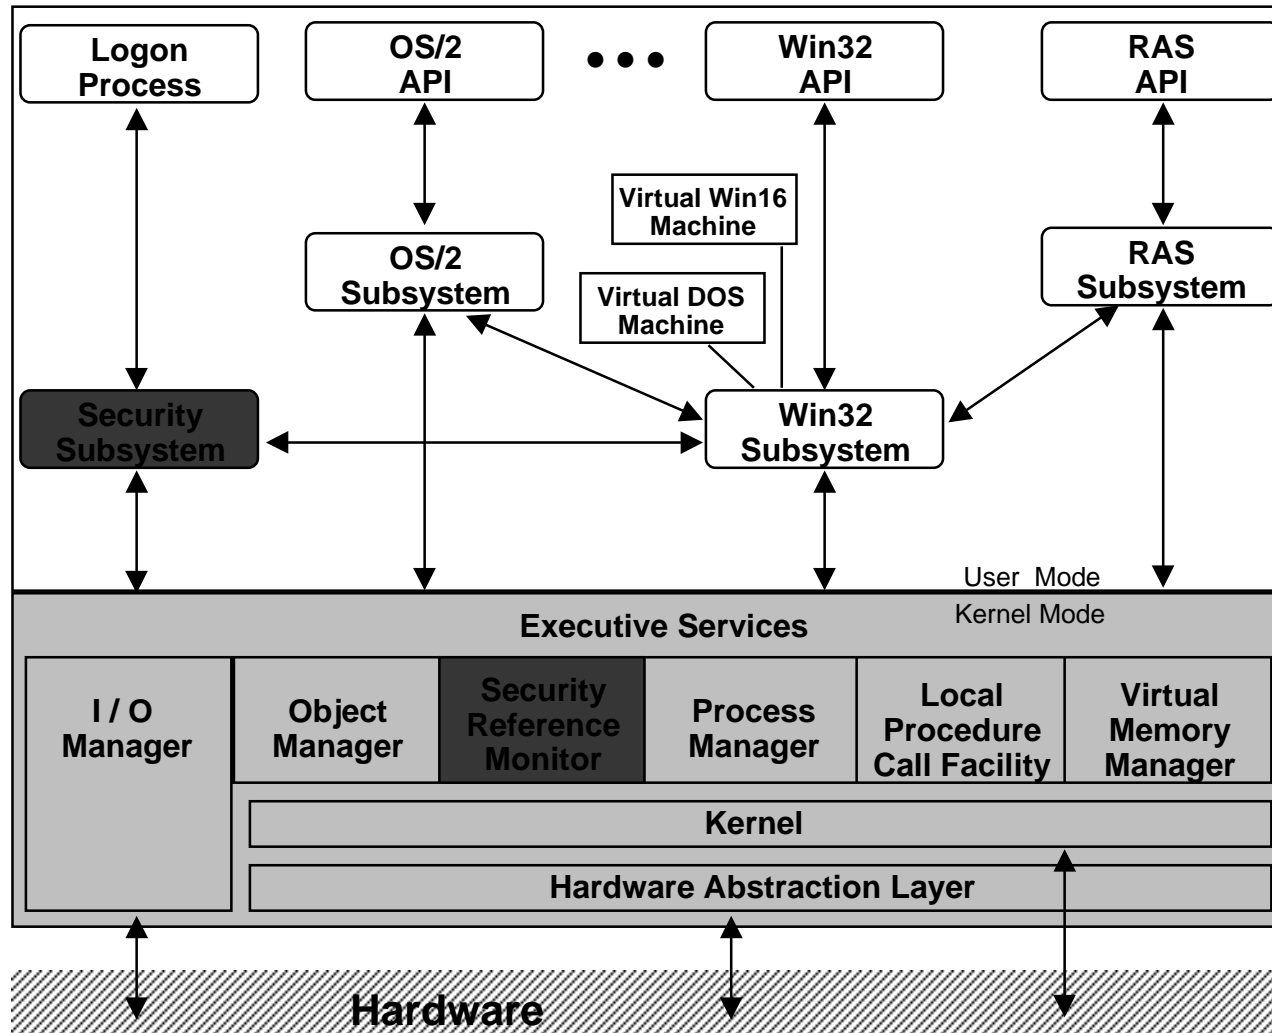 Logon
Process
OS/2
API
Win32
API
RAS
API
Virtual Win16
Machine
OS/2
Subsystem
RAS
Subsystem
Virtual DOS
Machine
Security
Subsystem
Win32
Subsystem
User Mode
Kernel Mode
Executive Services
I / O
Manager
Object
Manager
Security
Reference
Monitor
Process
Manager
Local
Procedure
Call Facility
Virtual
Memory
Manager
Kernel
Hardware Abstraction Layer
Hardware